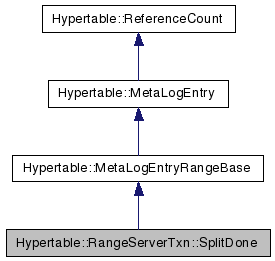 Hypertable::ReferenceCount
Hypertable::MetaLogEntry
Hypertable::MetaLogEntryRangeBase
Hypertable::RangeServerTxn::SplitDone